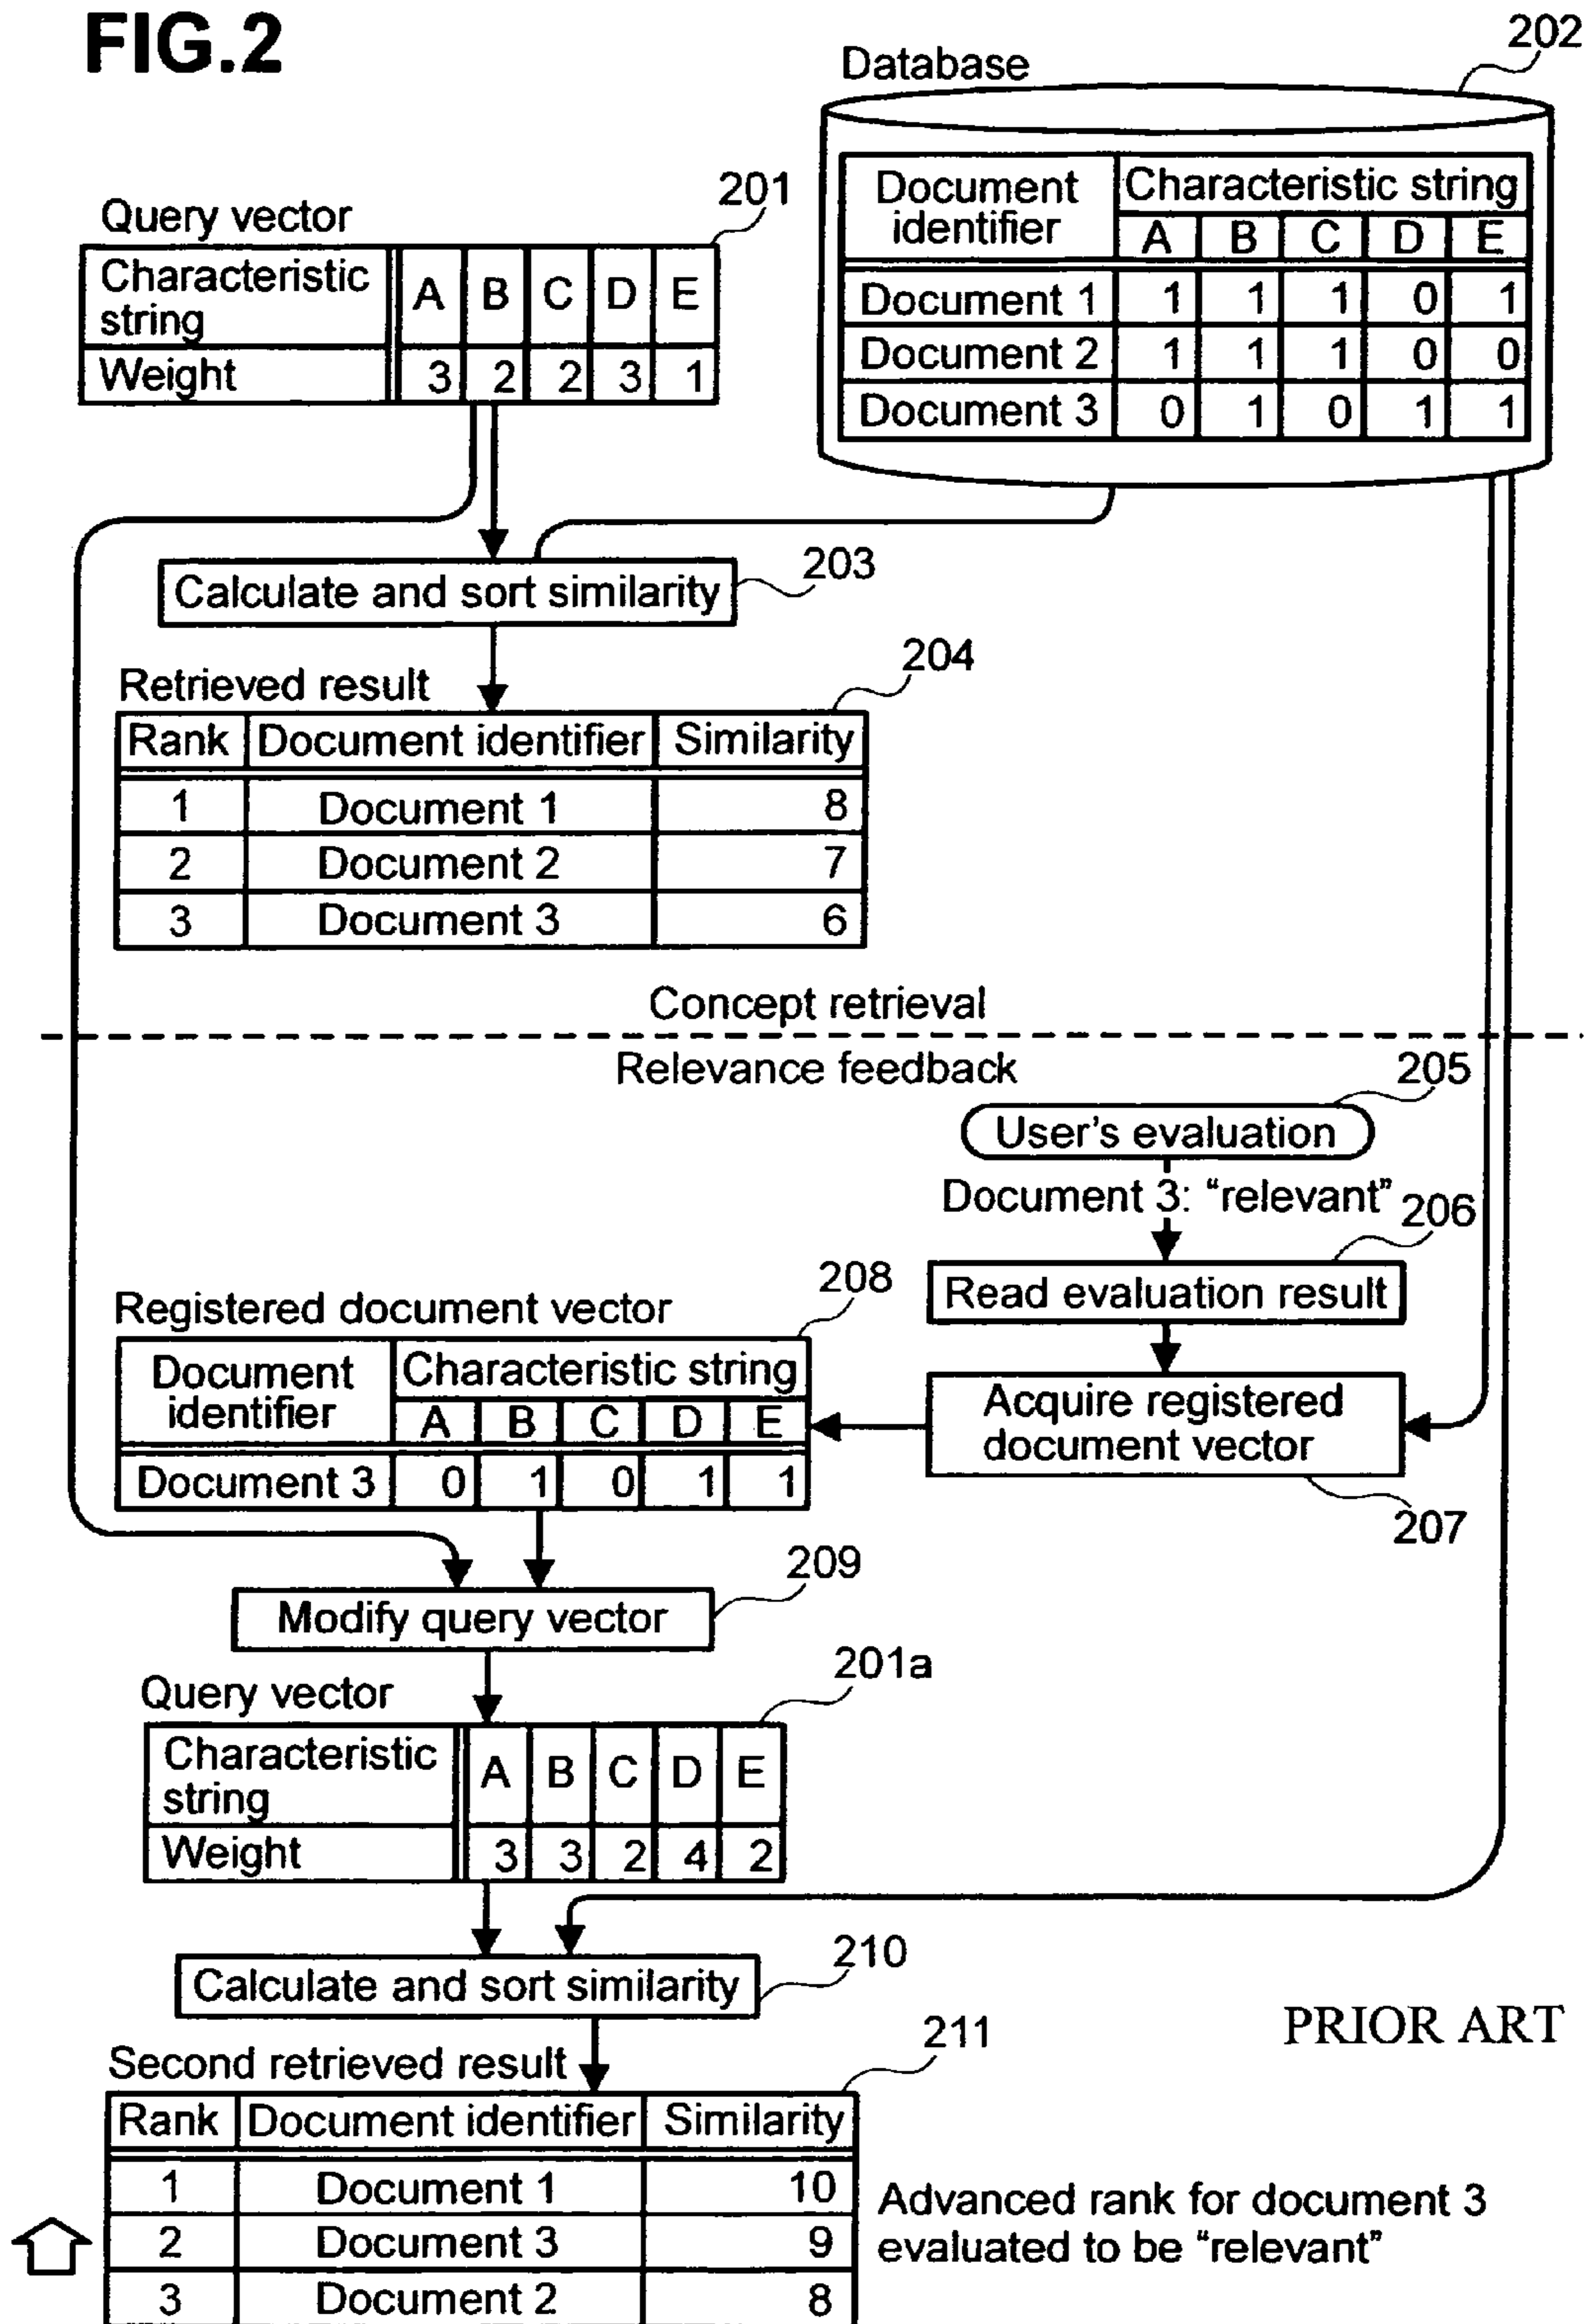 FIG.2
202
Database
Document identifier Characteristic string
A B C D E
Document 1 1 1 1 0 1
Document 2 1 1 1 0 0
Document 3 0 1 0 1 1
201
Query vector
Characteristic string A B C D E
Weight 3 2 2 3 1
Calculate and sort similarity
203
204
Retrieved result
Rank Document identifier Similarity
1 Document 1 8
2 Document 2 7
3 Document 3 6
Concept retrieval
Relevance feedback
205
User's evaluation
Document 3: “relevant”
206
Read evaluation result
Acquire registered
document vector
207
208
Registered document vector
Document identifier Characteristic string
A B C D E
Document 3 0 1 0 1 1
209
Modify query vector
201a
Query vector
Characteristic string A B C D E
Weight 3 3 2 4 2
210
Calculate and sort similarity
PRIOR ART
211
Second retrieved result
Rank Document identifier Similarity
1 Document 1 10
2 Document 3 9
3 Document 2 8
Advanced rank for document 3
evaluated to be “relevant”